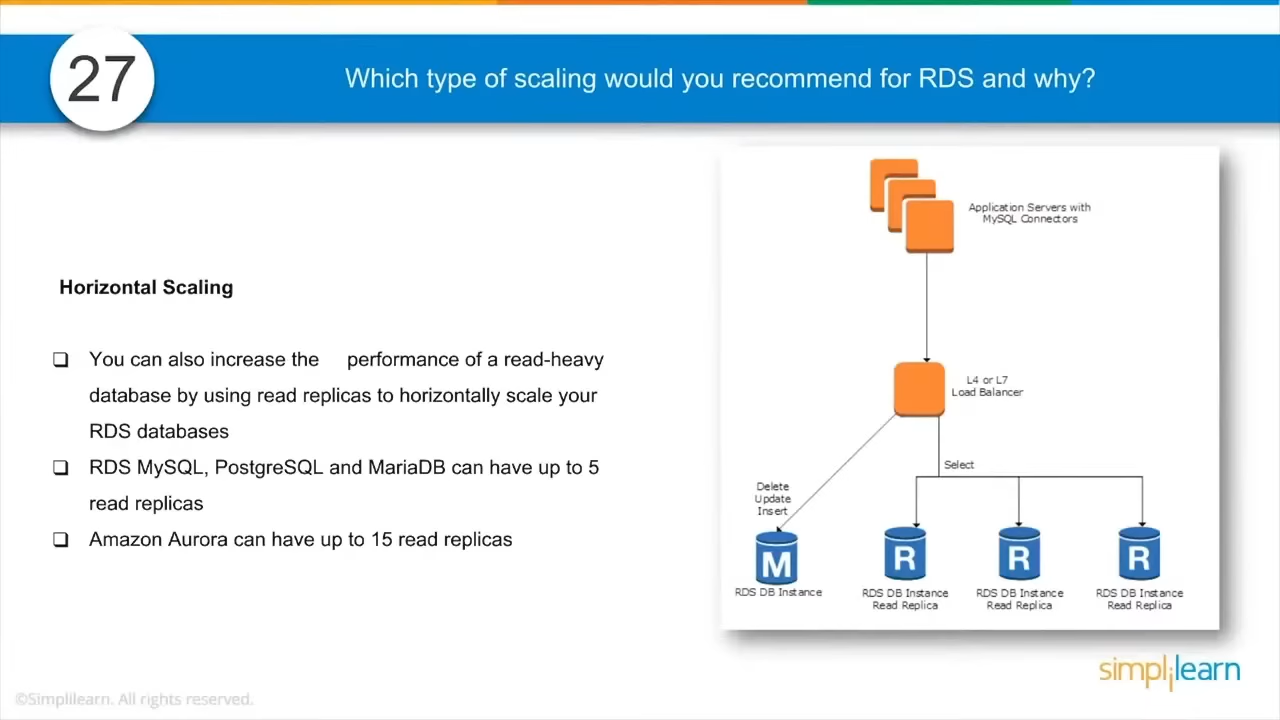 27
Which type of scaling would you recommend for RDS and why?
Horizontal Scaling
❑ You can also increase the performance of a read-heavy
database by using read replicas to horizontally scale your
RDS databases
❑ RDS MySQL, PostgreSQL and MariaDB can have up to 5
read replicas
❑ Amazon Aurora can have up to 15 read replicas
Application Servers with
MySQL Connectors
L4 or L7
Load Balancer
Select
Delete
Update
Insert
M
R
R
R
RDS DB Instance
RDS DB Instance
Read Replica
RDS DB Instance
Read Replica
RDS DB Instance
Read Replica
simplilearn
©Simplilearn. All rights reserved.